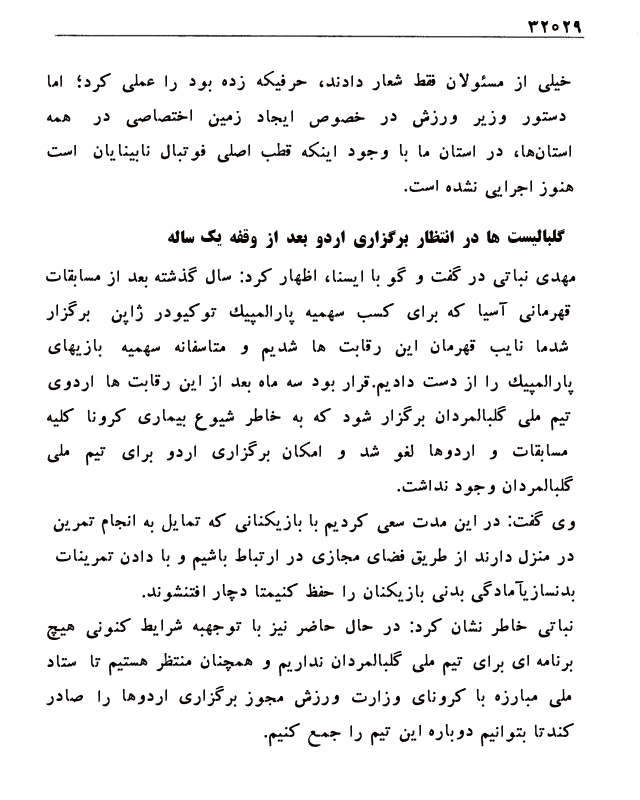 ۳۲۰۲۹
خیلی از مسئولان فقط شعار دادند، حرفیکه زده بود را عملی کرد؛ اما
دستور وزیر ورزش در خصوص ایجاد زمین اختصاصی در همه
استان‌ها، در استان ما با وجود اینکه قطب اصلی فوتبال نابینایان است
هنوز اجرایی نشده است.
گلبالیست ها در انتظار برگزاری اردو بعد از وقفه یک ساله
مهدی نباتی در گفت و گو با ایسنا، اظهار کرد: سال گذشته بعد از مسابقات
قهرمانی آسیا که برای کسب سهمیه پارالمپیك توکیودر ژاپن برگزار
شدما نایب قهرمان این رقابت ها شدیم و متاسفانه سهمیه بازیهای
پارالمپیك را از دست دادیم.قرار بود سه ماه بعد از این رقابت ها اردوی
تیم ملی گلبالمردان برگزار شود که به خاطر شیوع بیماری کرونا کلیه
مسابقات و اردوها لغو شد و امکان برگزاری اردو برای تیم ملی
گلبالمردان وجود نداشت.
وی گفت: در این مدت سعی کردیم با بازیکنانی که تمایل به انجام تمرین
در منزل دارند از طریق فضای مجازی در ارتباط باشیم و با دادن تمرینات
بدنسازیآمادگی بدنی بازیکنان را حفظ کنیمتا دچار افتنشوند.
نباتی خاطر نشان کرد: در حال حاضر نیز با توجهبه شرایط کنونی هیچ
برنامه ای برای تیم ملی گلبالمردان نداریم و همچنان منتظر هستیم تا ستاد
ملی مبارزه با کرونای وزارت ورزش مجوز برگزاری اردوها را صادر
کندتا بتوانیم دوباره این تیم را جمع کنیم.